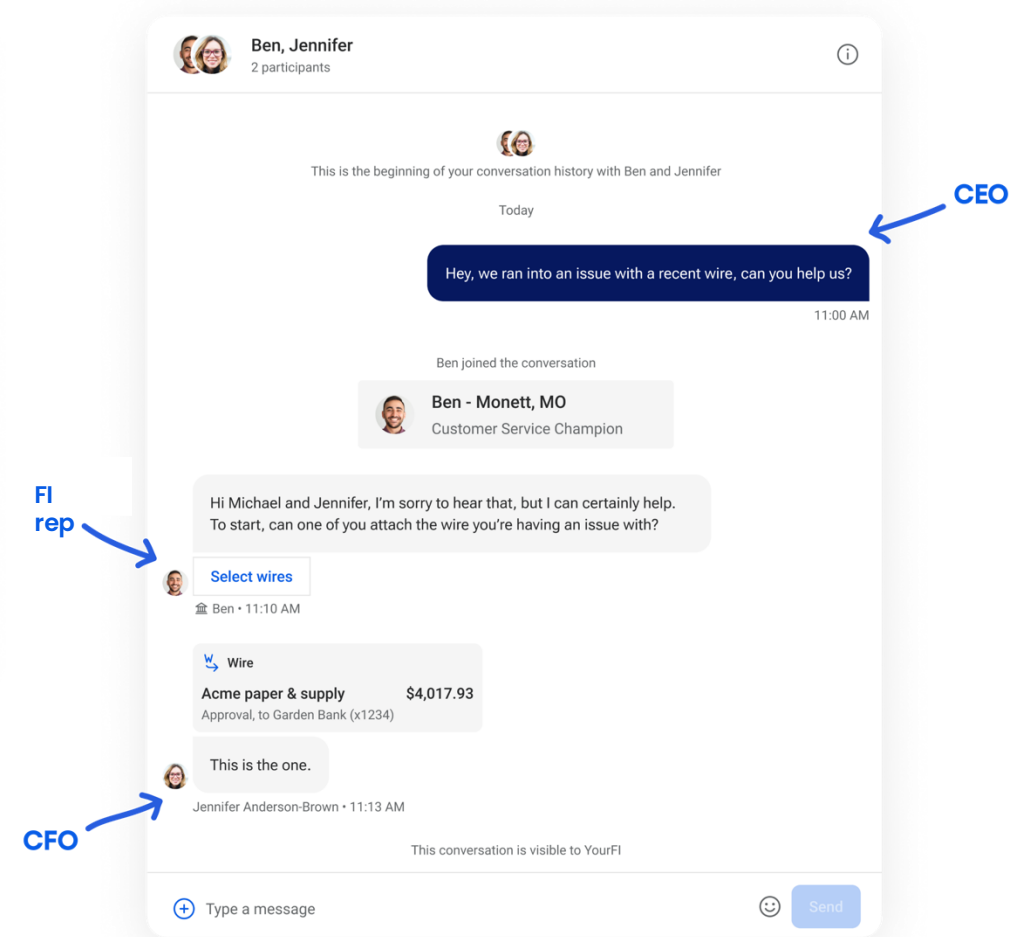 Ben, Jennifer
2 participants
This is the beginning of your conversation history with Ben and Jennifer
Today
CEO
Hey, we ran into an issue with a recent wire, can you help us?
11:00 AM
Ben joined the conversation
Ben - Monett, MO
Customer Service Champion
FI
rep
Hi Michael and Jennifer, I’m sorry to hear that, but I can certainly help.
To start, can one of you attach the wire you’re having an issue with?
Select wires
Ben • 11:10 AM
W
Wire
Acme paper & supply $4,017.93
Approval, to Garden Bank (x1234)
This is the one.
Jennifer Anderson-Brown • 11:13 AM
CFO
This conversation is visible to YourFI
Type a message
Send